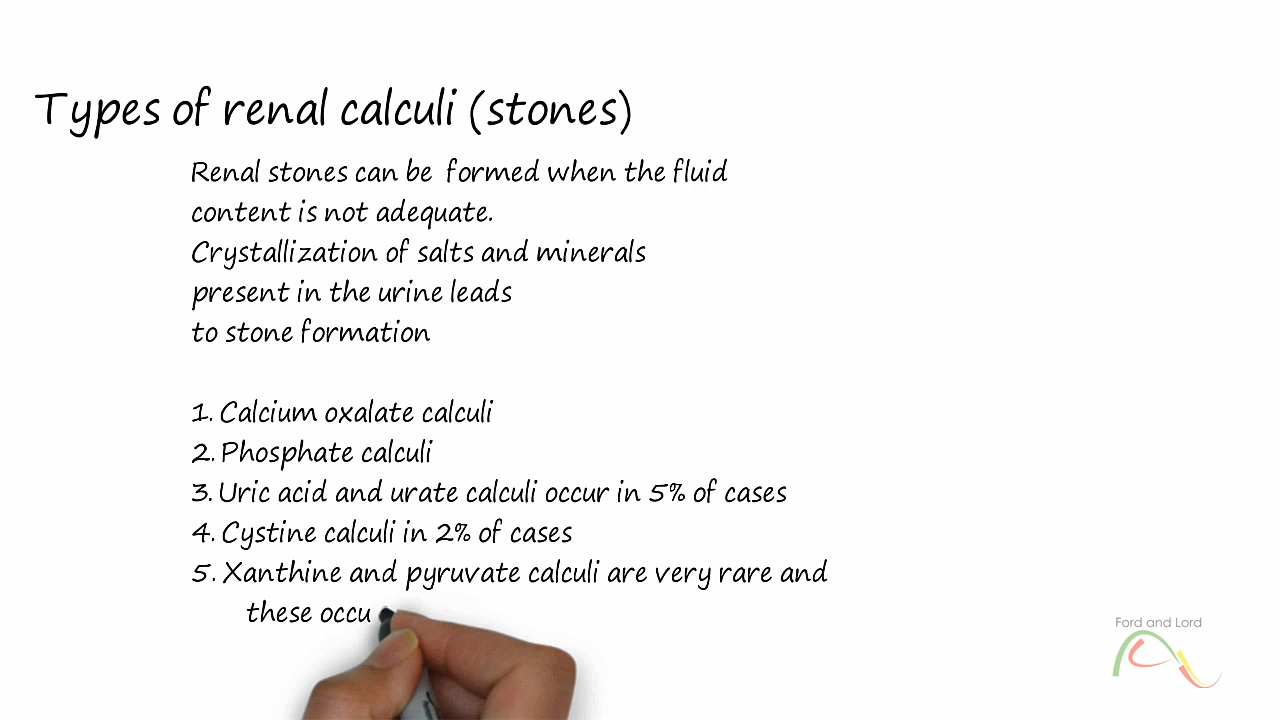 Types of renal calculi (stones)
Renal stones can be formed when the fluid
content is not adequate.
Crystallization of salts and minerals
present in the urine leads
to stone formation
1. Calcium oxalate calculi
2. Phosphate calculi
3. Uric acid and urate calculi occur in 5% of cases
4. Cystine calculi in 2% of cases
5. Xanthine and pyruvate calculi are very rare and
these occu
Ford and Lord